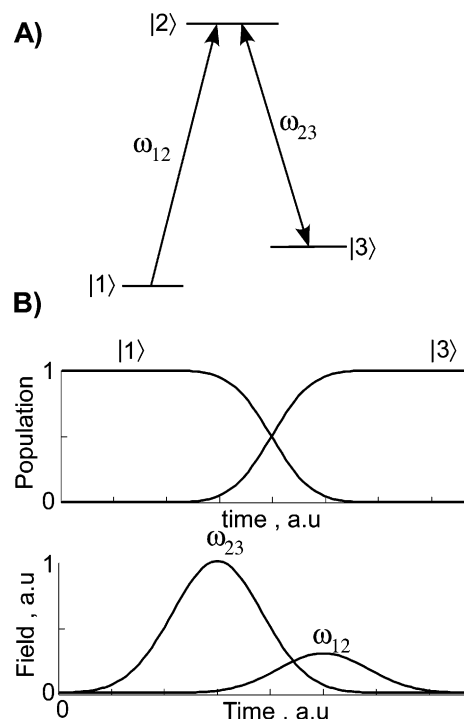 A)
|2⟩
ω12
ω23
|3⟩
|1⟩
B)
|1⟩ |3⟩
1
Population
0
time , a.u
ω23
1
Field , a.u
ω12
0
0
Time , a.u